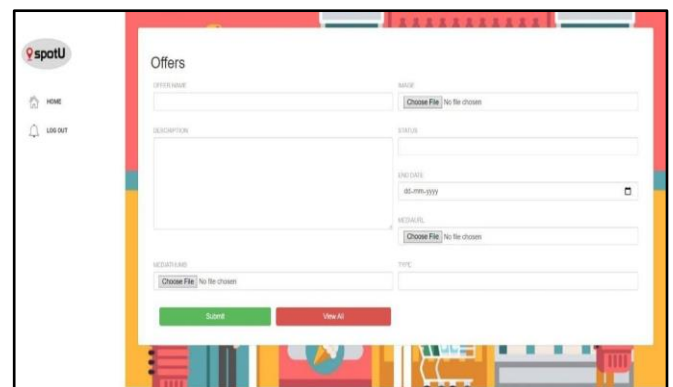 spotU
HOME
LOG OUT
Offers
OFFER NAME
IMAGE
Choose File No file chosen
DESCRIPTION
STATUS
END DATE
dd-mm-yyyy
MEDIAURL
Choose File No file chosen
MEDIATHUMB
Choose File No file chosen
TYPE
Submit
View All